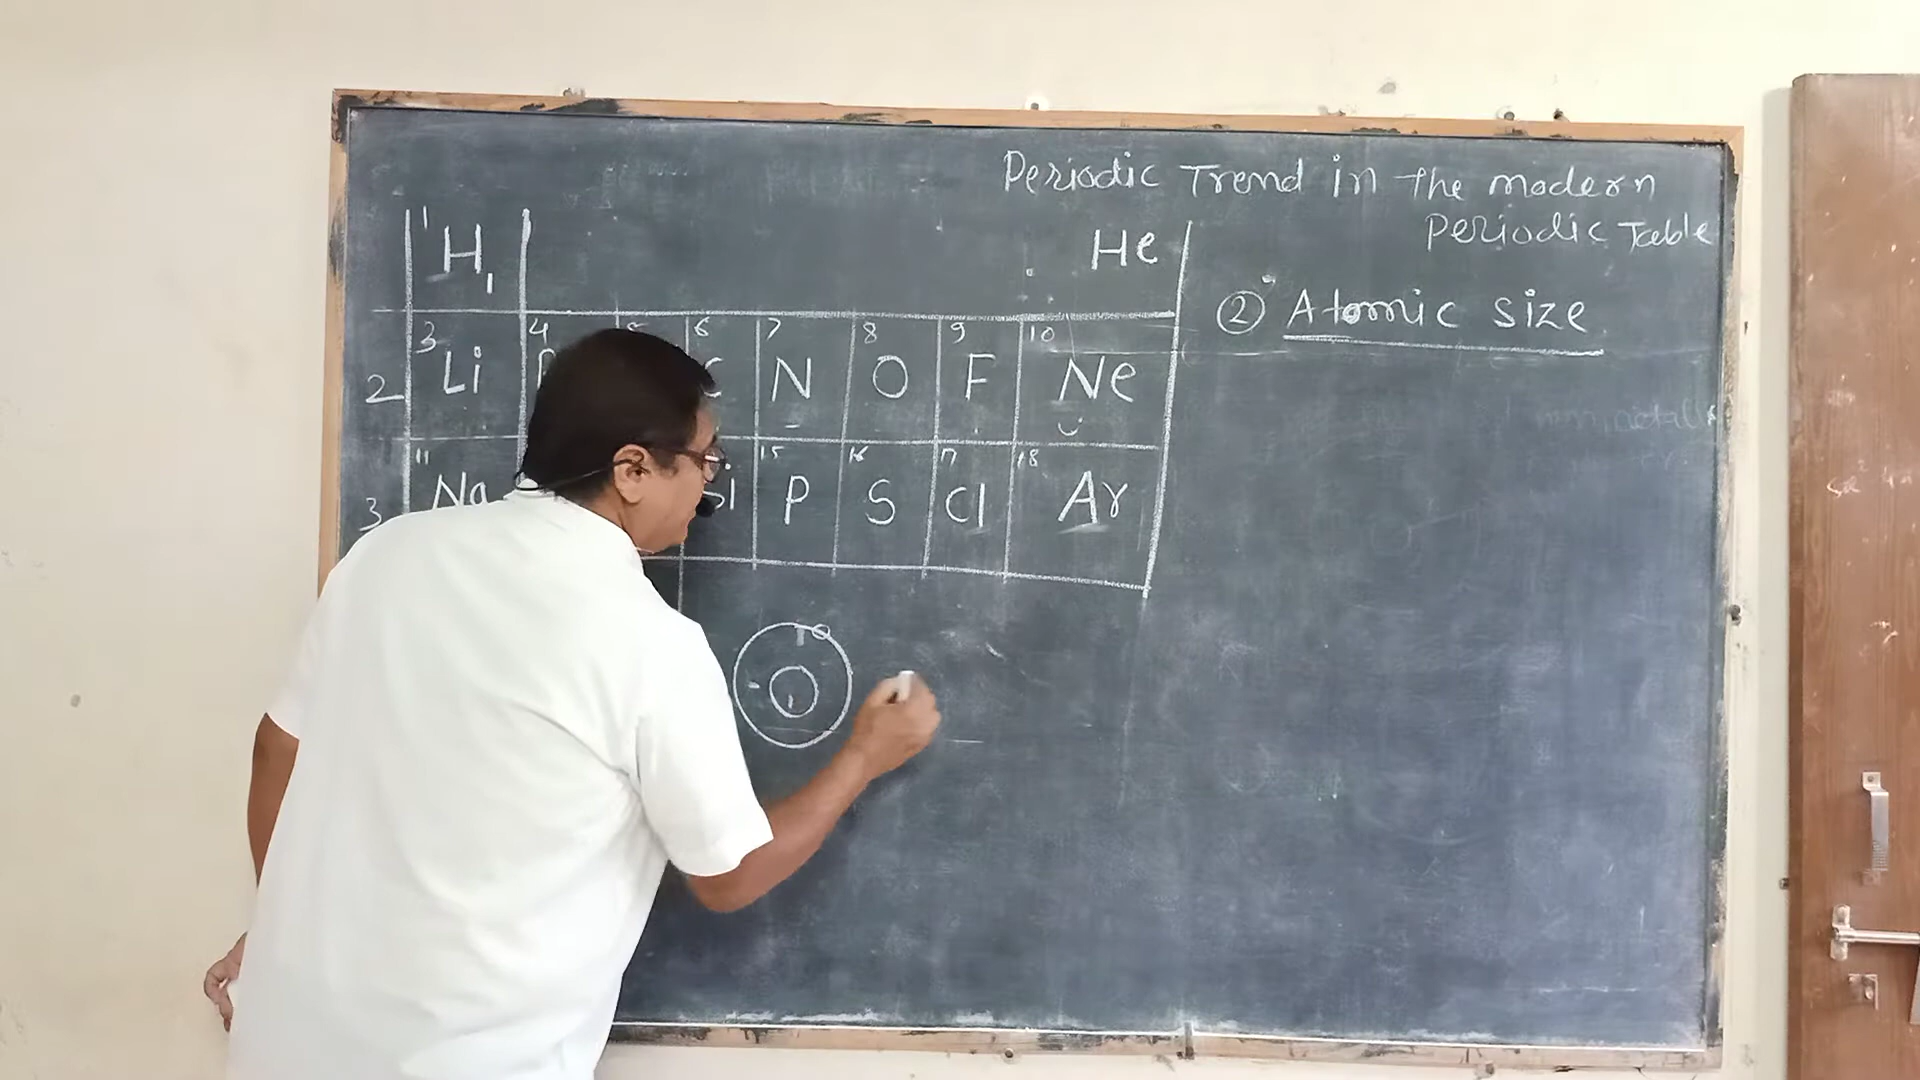 Periodic Trend in the modern
Periodic Table
1
H
1
He
② Atomic size
3 4 6 7 8 9 10
2 Li N O F Ne
11 15 16 17 18
3 Na Si P S Cl Ar